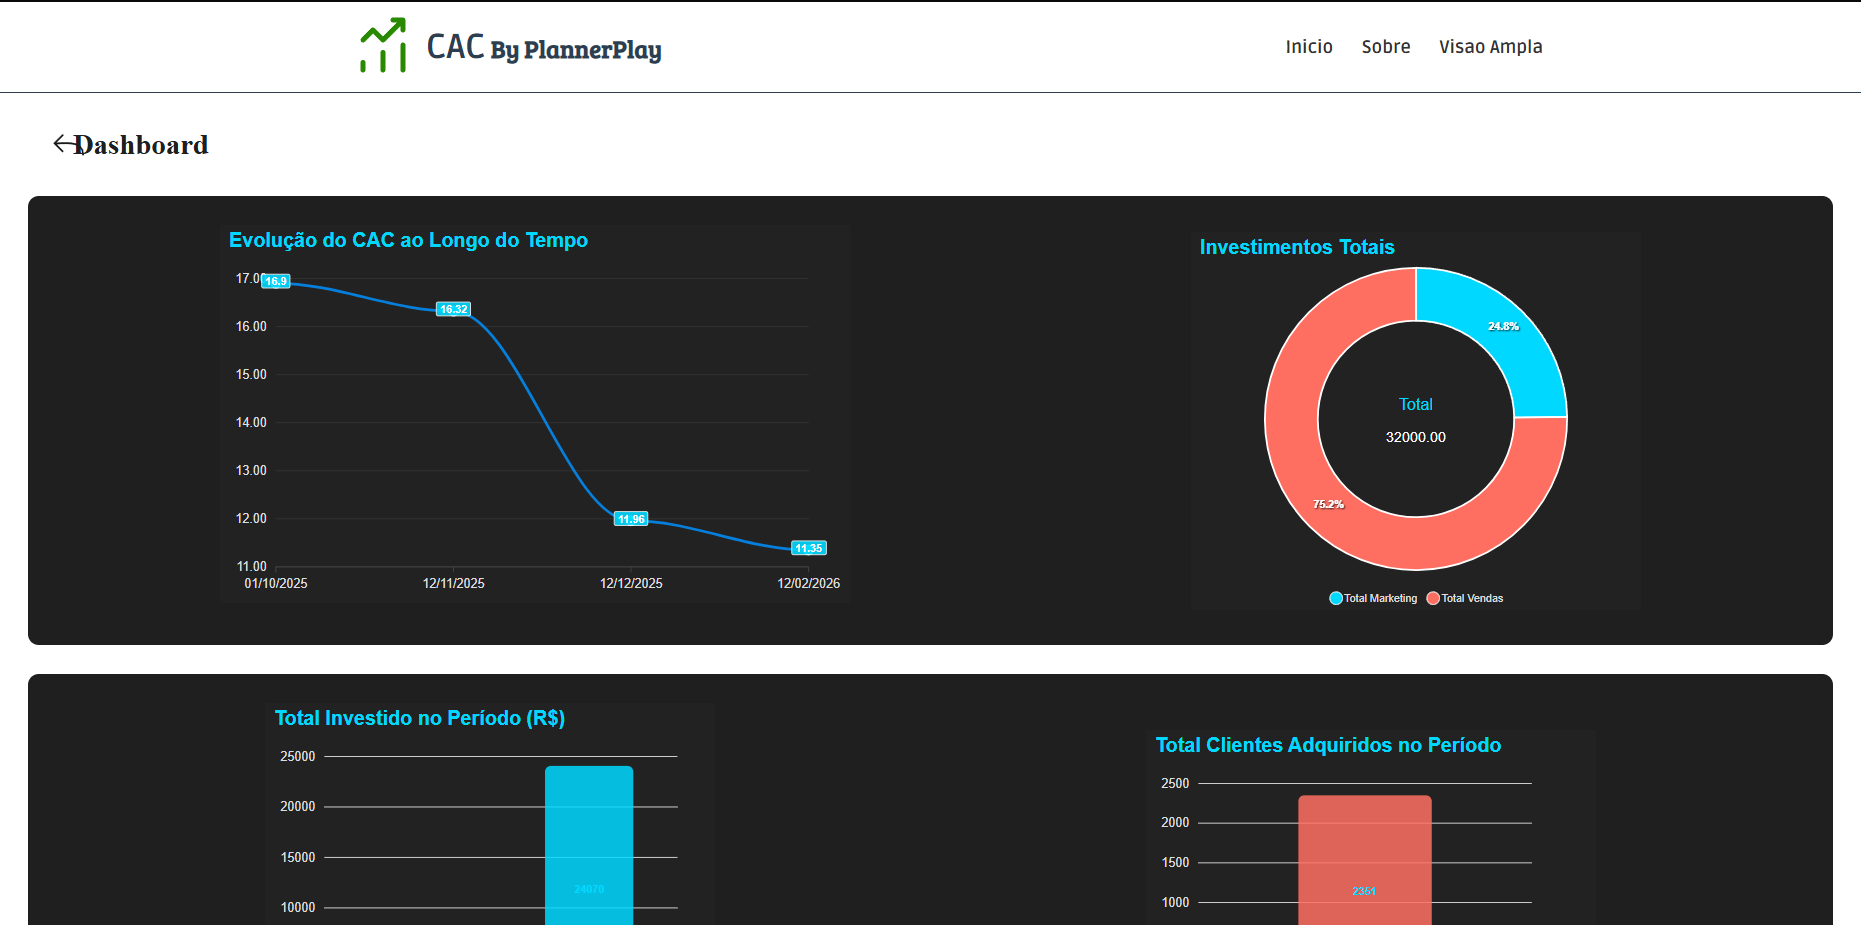 CAC By PlannerPlay
Inicio Sobre Visao Ampla
Dashboard
Evolução do CAC ao Longo do Tempo
17.00
16.00
15.00
14.00
13.00
12.00
11.00
16.9
16.32
11.96
11.35
01/10/2025 12/11/2025 12/12/2025 12/02/2026
Investimentos Totais
24.8%
75.2%
Total
32000.00
Total Marketing Total Vendas
Total Investido no Período (R$)
25000
20000
15000
10000
24070
Total Clientes Adquiridos no Período
2500
2000
1500
1000
2351